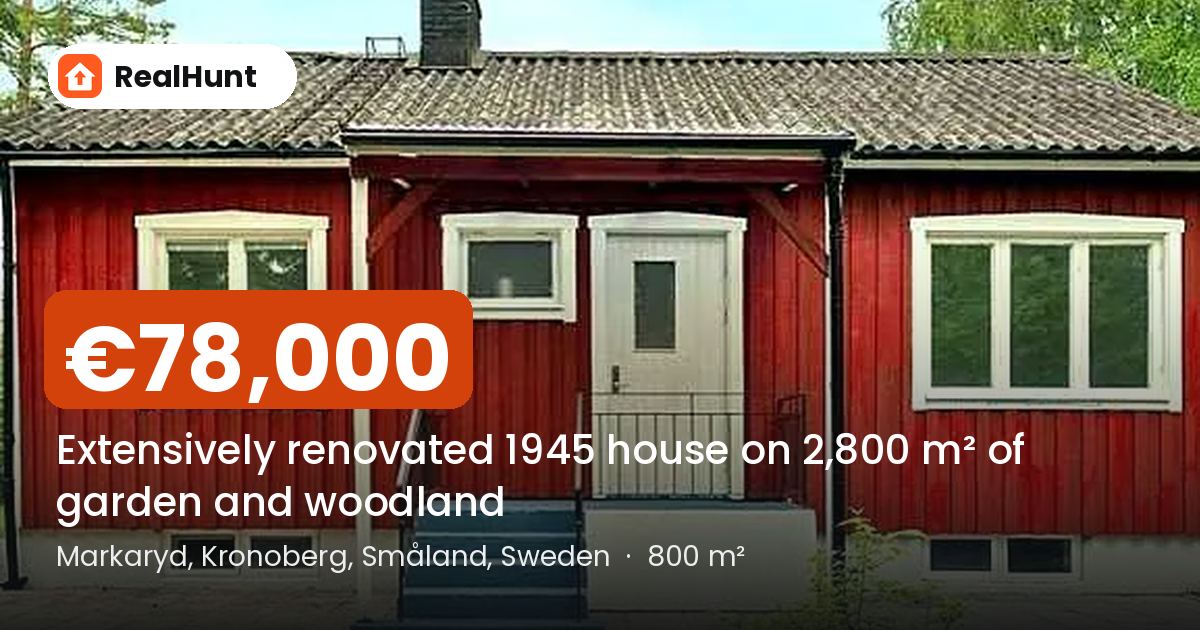 RealHunt
€78,000
Extensively renovated 1945 house on 2,800 m² of
garden and woodland
Markaryd, Kronoberg, Småland, Sweden · 800 m²